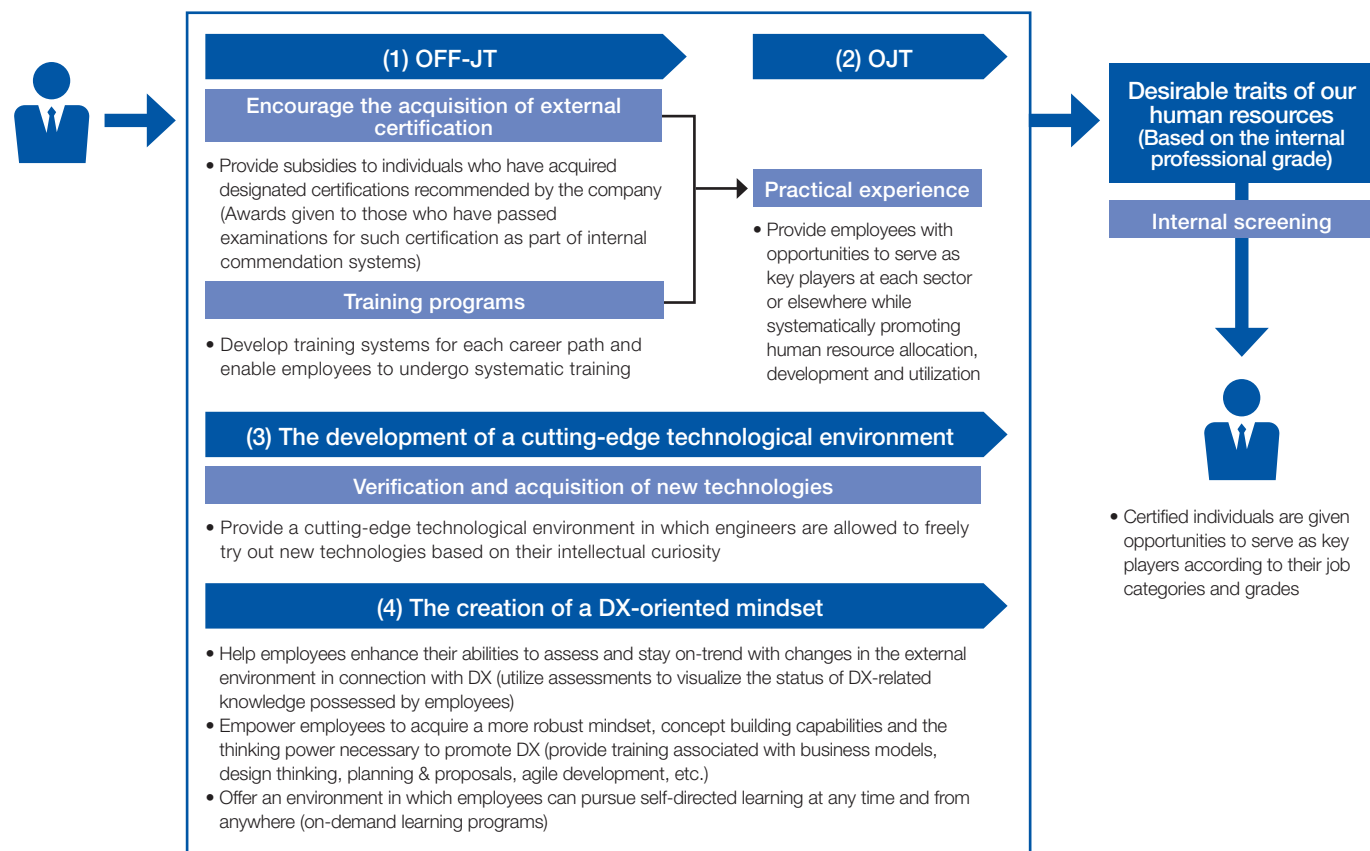 (1) OFF-JT
Encourage the acquisition of external
certification
• Provide subsidies to individuals who have acquired
designated certifications recommended by the company
(Awards given to those who have passed
examinations for such certification as part of internal
commendation systems)
Training programs
• Develop training systems for each career path and
enable employees to undergo systematic training
(2) OJT
Practical experience
• Provide employees with
opportunities to serve as
key players at each sector
or elsewhere while
systematically promoting
human resource allocation,
development and utilization
(3) The development of a cutting-edge technological environment
Verification and acquisition of new technologies
• Provide a cutting-edge technological environment in which engineers are allowed to freely
try out new technologies based on their intellectual curiosity
(4) The creation of a DX-oriented mindset
• Help employees enhance their abilities to assess and stay on-trend with changes in the external
environment in connection with DX (utilize assessments to visualize the status of DX-related
knowledge possessed by employees)
• Empower employees to acquire a more robust mindset, concept building capabilities and the
thinking power necessary to promote DX (provide training associated with business models,
design thinking, planning & proposals, agile development, etc.)
• Offer an environment in which employees can pursue self-directed learning at any time and from
anywhere (on-demand learning programs)
Desirable traits of our
human resources
(Based on the internal
professional grade)
Internal screening
• Certified individuals are given
opportunities to serve as key
players according to their job
categories and grades